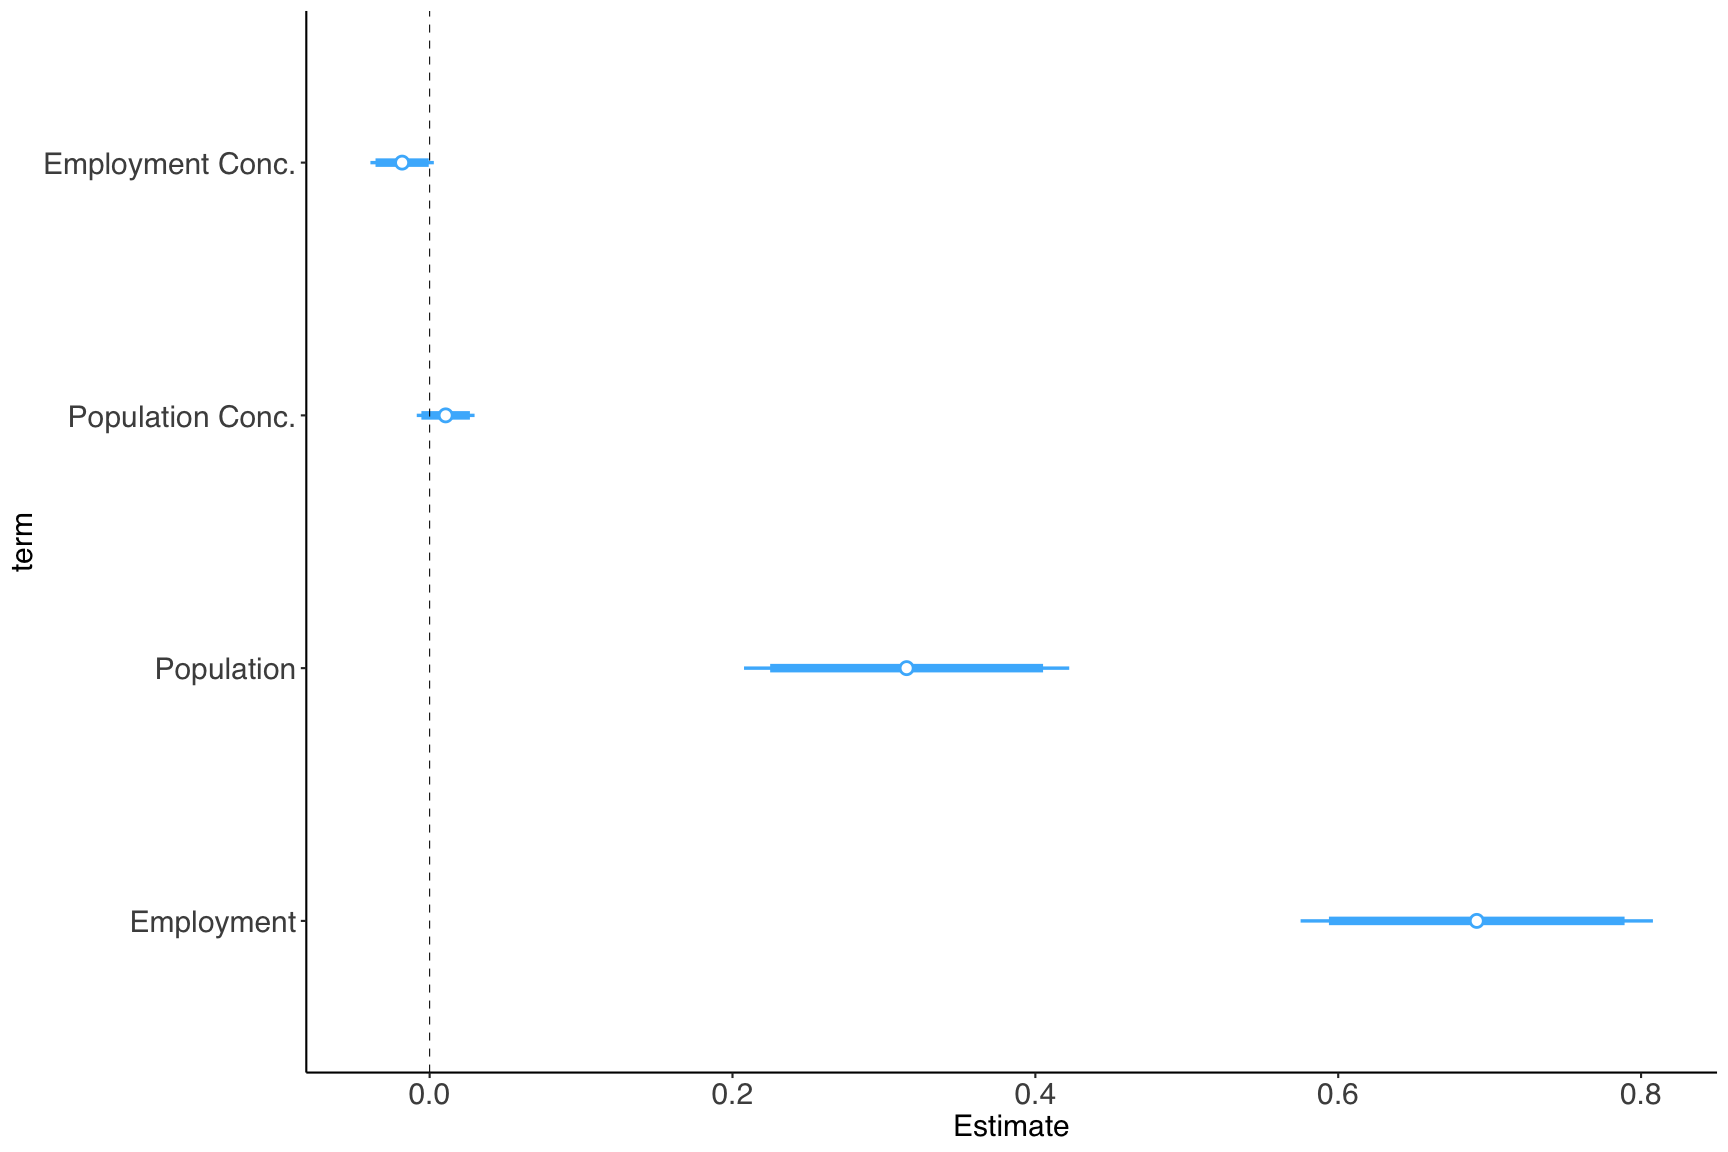 Employment Conc.
Population Conc.
term
Population
Employment
0.0 0.2 0.4 0.6 0.8
Estimate